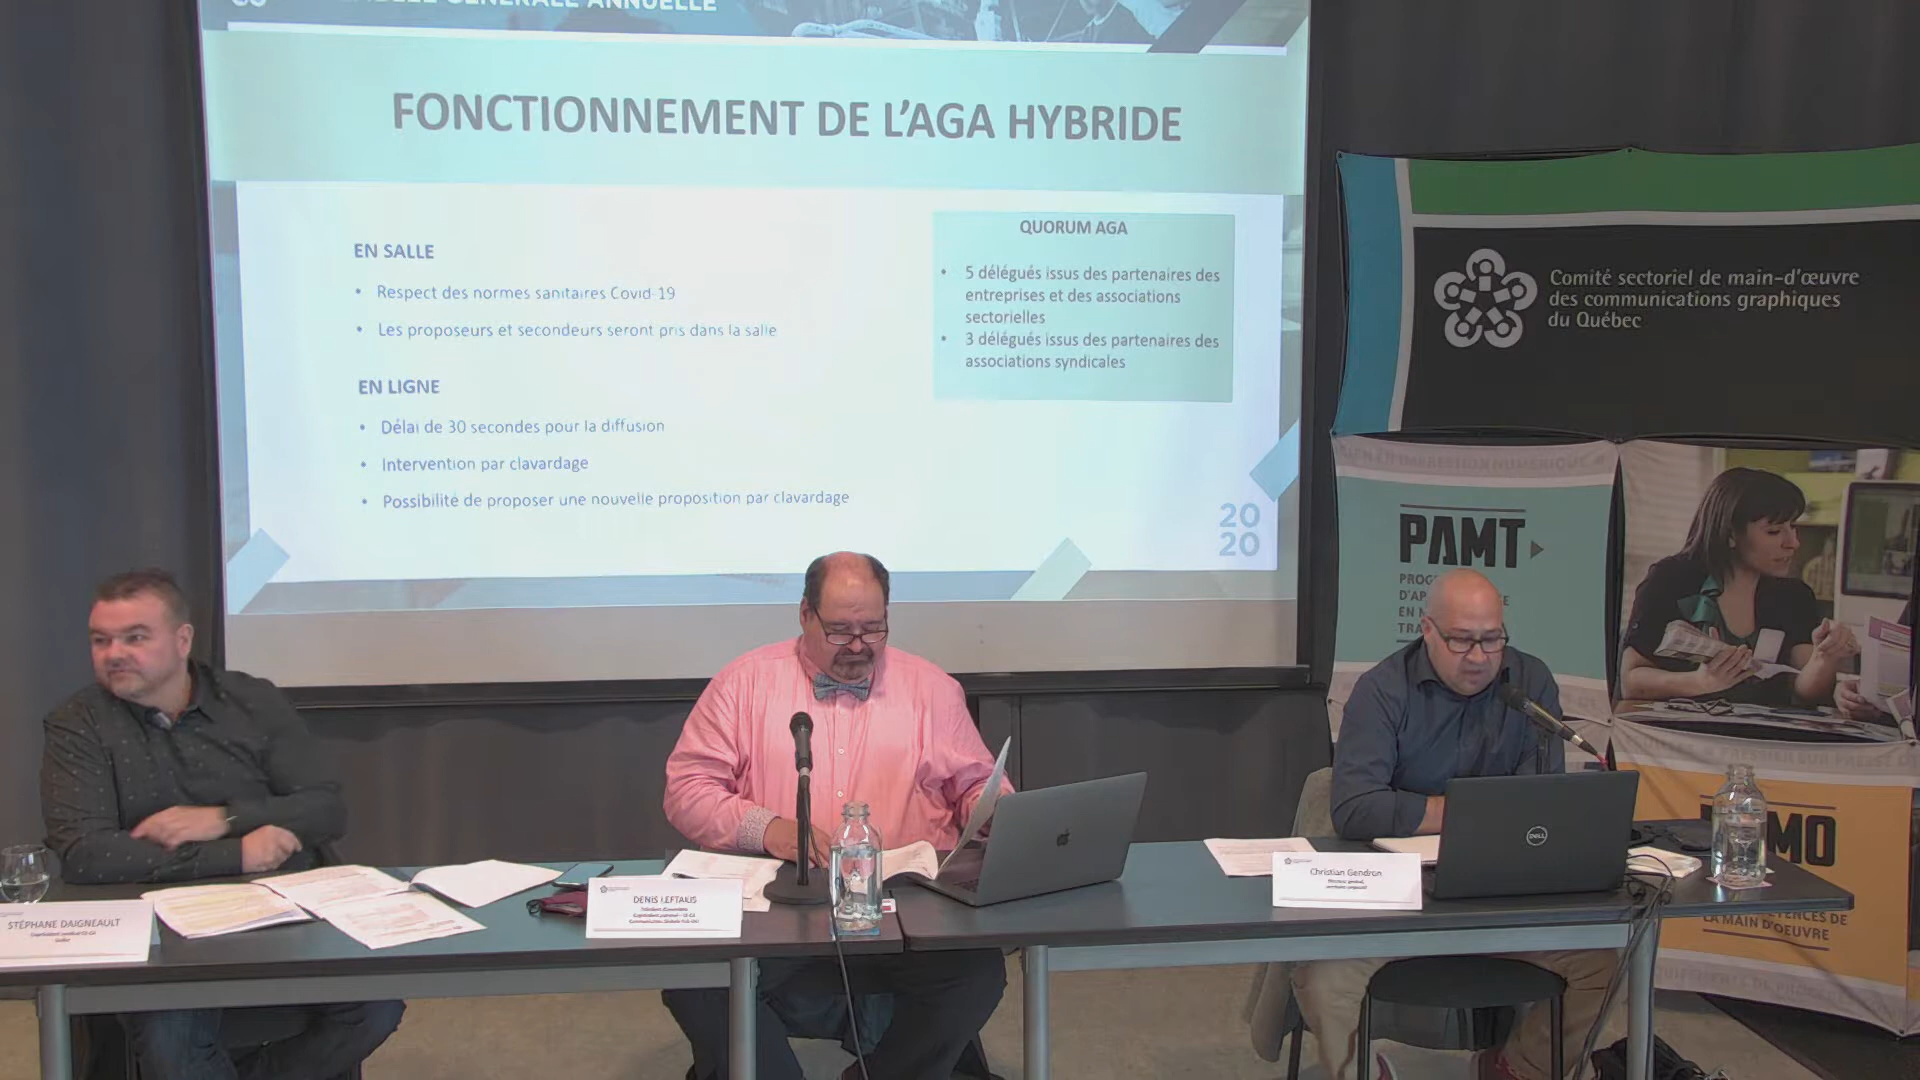 GÉNÉRALE ANNUELLE
FONCTIONNEMENT DE L'AGA HYBRIDE
EN SALLE
• Respect des normes sanitaires Covid-19
• Les proposeurs et secondeurs seront pris dans la salle
EN LIGNE
• Délai de 30 secondes pour la diffusion
• Intervention par clavardage
• Possibilité de proposer une nouvelle proposition par clavardage
QUORUM AGA
• 5 délégués issus des partenaires des
entreprises et des associations
sectorielles
• 3 délégués issus des partenaires des
associations syndicales
20
20
Comité sectoriel de main-d'œuvre
des communications graphiques
du Québec
PAMT
MO
LA MAIN D'OEUVRE
STÉPHANE DAIGNEAULT
DENIS LEFTAKIS
Christian Gendron
DELL